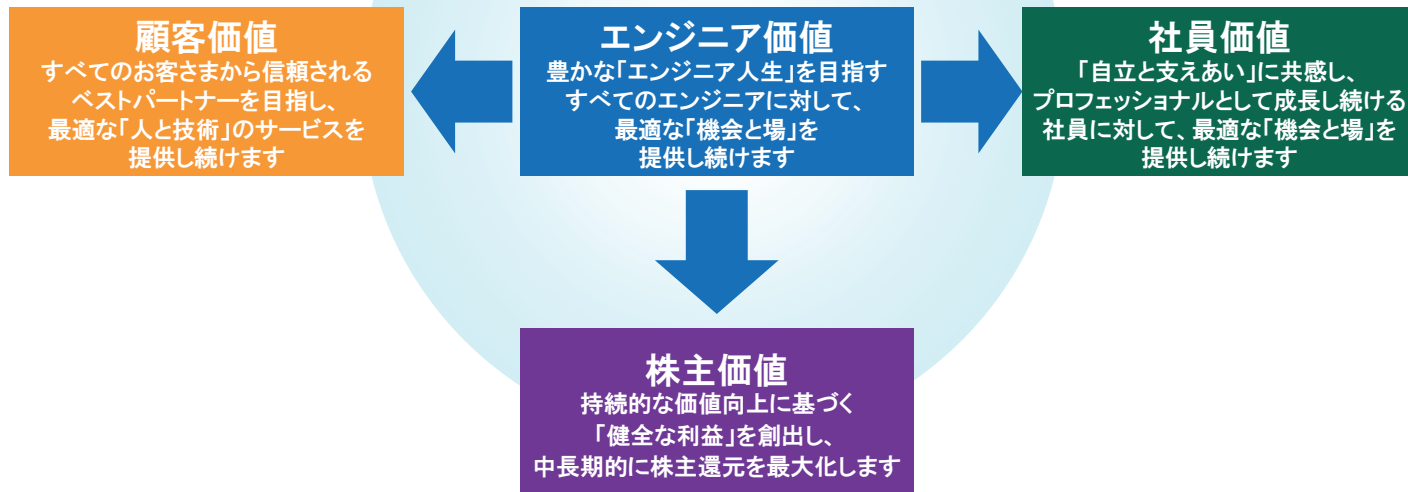 顧客価値
すべてのお客さまから信頼される
ベストパートナーを目指し、
最適な「人と技術」のサービスを
提供し続けます
エンジニア価値
豊かな「エンジニア人生」を目指す
すべてのエンジニアに対して、
最適な「機会と場」を
提供し続けます
社員価値
「自立と支えあい」に共感し、
プロフェッショナルとして成長し続ける
社員に対して、最適な「機会と場」を
提供し続けます
株主価値
持続的な価値向上に基づく
「健全な利益」を創出し、
中長期的に株主還元を最大化します